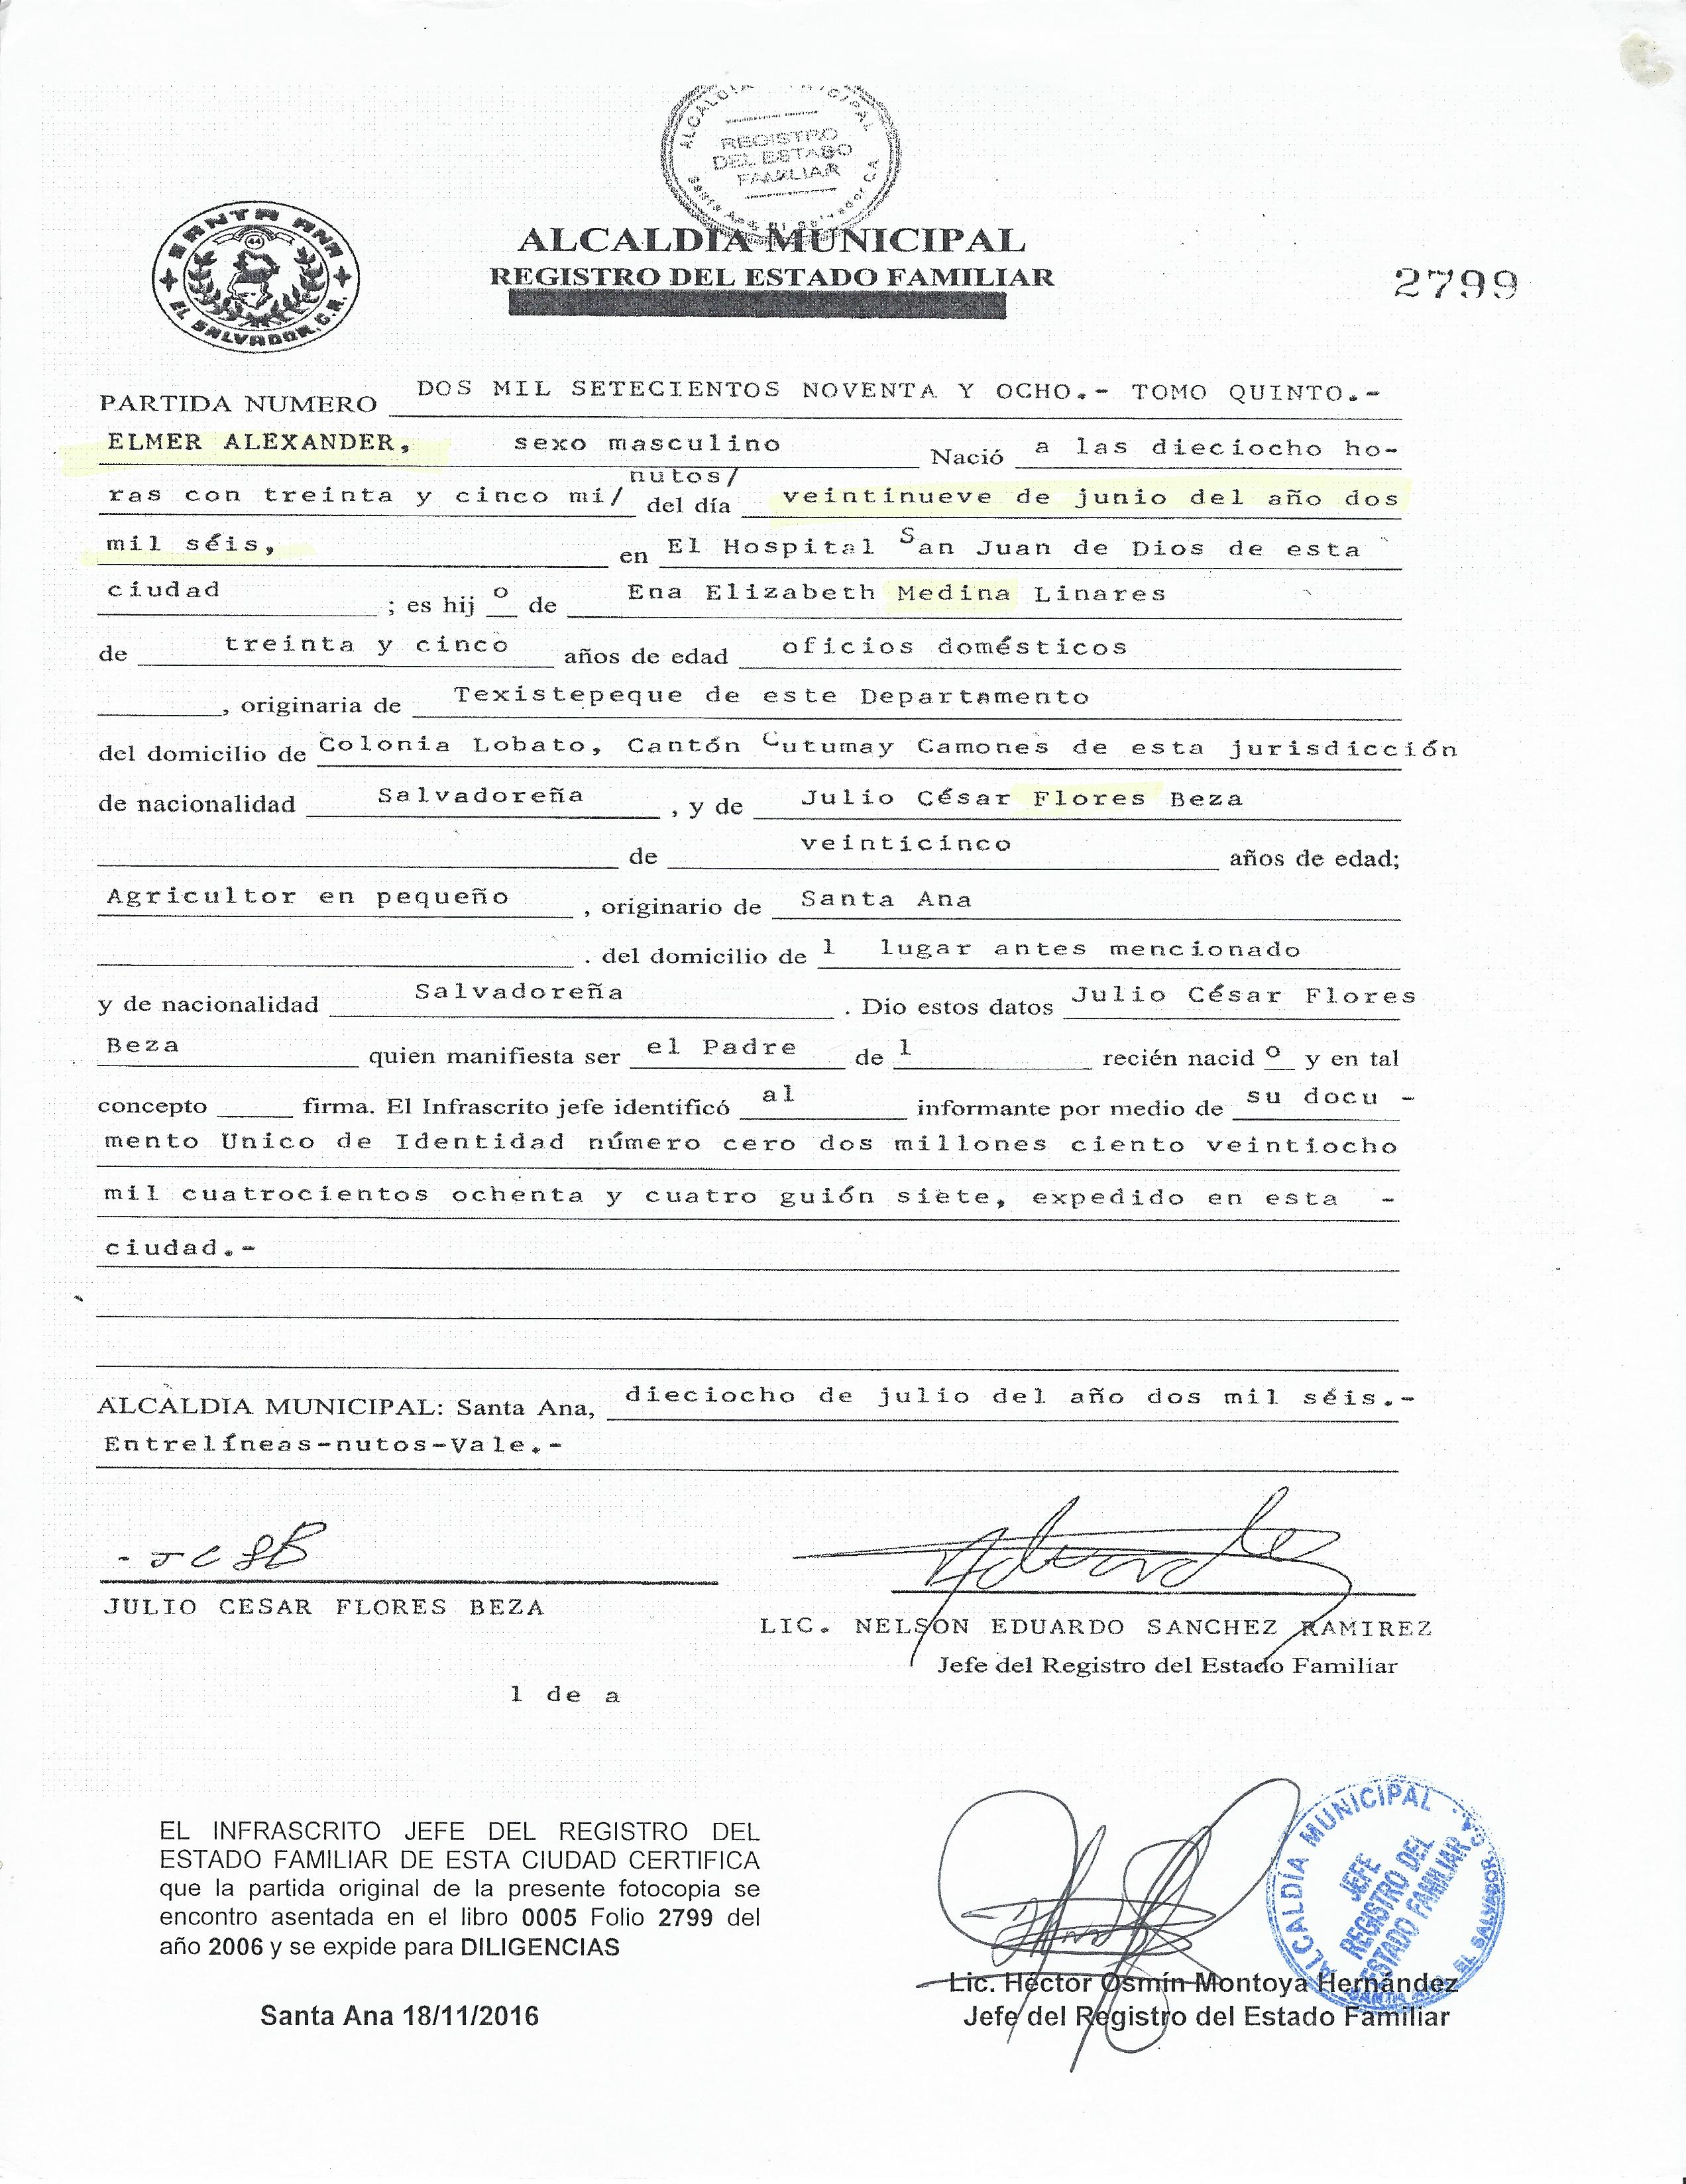 ALCALDIA MUNICIPAL
REGISTRO DEL ESTADO FAMILIAR
Santa Ana El Salvador C.A
SANTA ANA
44
EL SALVADOR, C.A.
ALCALDIA MUNICIPAL
REGISTRO DEL ESTADO FAMILIAR
2799
PARTIDA NUMERO DOS MIL SETECIENTOS NOVENTA Y OCHO.- TOMO QUINTO.-
ELMER ALEXANDER, sexo masculino Nació a las dieciocho ho-
nutos/
ras con treinta y cinco mi/ del día veintinueve de junio del año dos
mil séis, en El Hospital San Juan de Dios de esta
ciudad ; es hij o de Ena Elizabeth Medina Linares
de treinta y cinco años de edad oficios domésticos
, originaria de Texistepeque de este Departamento
del domicilio de Colonia Lobato, Cantón Cutumay Camones de esta jurisdicción
de nacionalidad Salvadoreña , y de Julio César Flores Beza
de veinticinco años de edad;
Agricultor en pequeño , originario de Santa Ana
. del domicilio de l lugar antes mencionado
y de nacionalidad Salvadoreña . Dio estos datos Julio César Flores
Beza quien manifiesta ser el Padre de l recién nacid o y en tal
concepto firma. El Infrascrito jefe identificó al informante por medio de su docu -
mento Unico de Identidad número cero dos millones ciento veintiocho
mil cuatrocientos ochenta y cuatro guión siete, expedido en esta -
ciudad.-
ALCALDIA MUNICIPAL: Santa Ana, dieciocho de julio del año dos mil séis.-
Entrelíneas-nutos-Vale.-
JULIO CESAR FLORES BEZA
LIC. NELSON EDUARDO SANCHEZ RAMIREZ
Jefe del Registro del Estado Familiar
l de a
EL INFRASCRITO JEFE DEL REGISTRO DEL
ESTADO FAMILIAR DE ESTA CIUDAD CERTIFICA
que la partida original de la presente fotocopia se
encontro asentada en el libro 0005 Folio 2799 del
año 2006 y se expide para DILIGENCIAS
Santa Ana 18/11/2016
ALCALDÍA MUNICIPAL
JEFE
REGISTRO DEL
ESTADO FAMILIAR
SANTA ANA, EL SALVADOR, C.A.
Lic. Héctor Osmín Montoya Hernández
Jefe del Registro del Estado Familiar